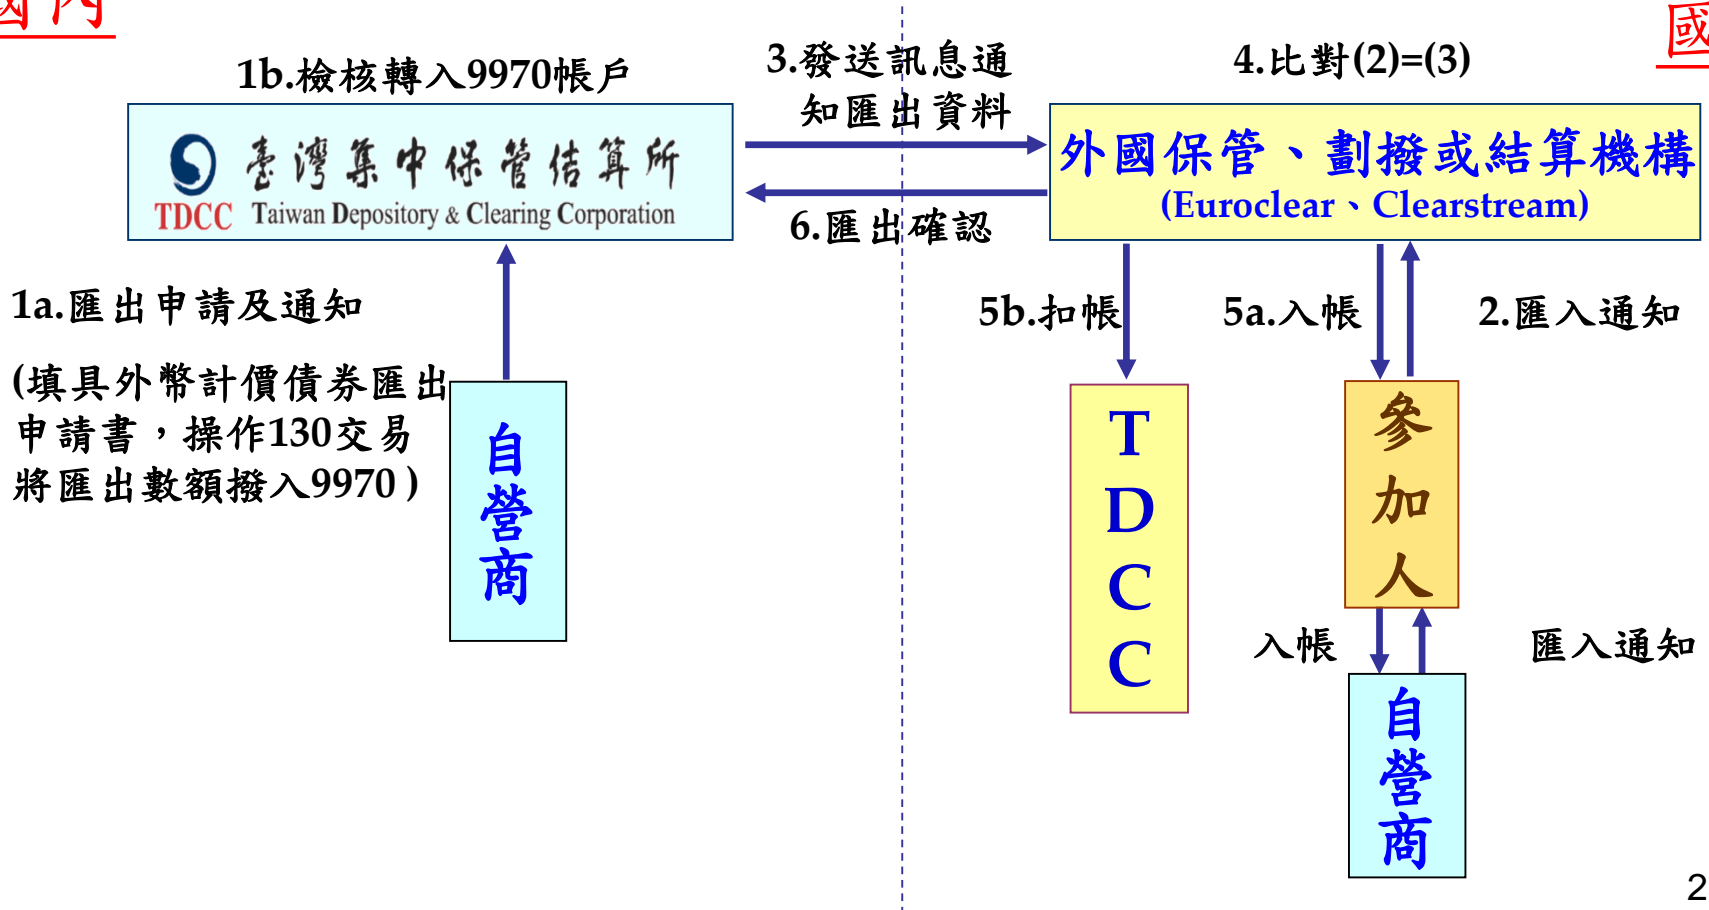 國內
國
1b.檢核轉入9970帳戶
3.發送訊息通
知匯出資料
4.比對(2)=(3)
臺灣集中保管結算所
TDCC Taiwan Depository & Clearing Corporation
外國保管、劃撥或結算機構
(Euroclear、Clearstream)
6.匯出確認
1a.匯出申請及通知
(填具外幣計價債券匯出
申請書，操作130交易
將匯出數額撥入9970)
5b.扣帳
5a.入帳
2.匯入通知
自營商
TDCC
參加人
入帳
匯入通知
自營商
2